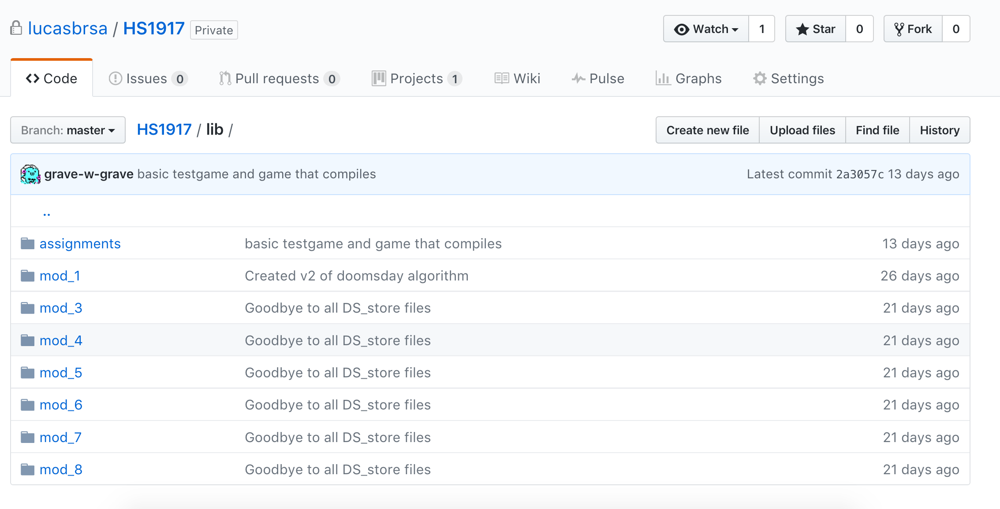 lucasbrsa / HS1917 Private Watch 1 Star 0 Fork 0
Code Issues 0 Pull requests 0 Projects 1 Wiki Pulse Graphs Settings
Branch: master HS1917 / lib / Create new file Upload files Find file History
grave-w-grave basic testgame and game that compiles Latest commit 2a3057c 13 days ago
..
assignments basic testgame and game that compiles 13 days ago
mod_1 Created v2 of doomsday algorithm 26 days ago
mod_3 Goodbye to all DS_store files 21 days ago
mod_4 Goodbye to all DS_store files 21 days ago
mod_5 Goodbye to all DS_store files 21 days ago
mod_6 Goodbye to all DS_store files 21 days ago
mod_7 Goodbye to all DS_store files 21 days ago
mod_8 Goodbye to all DS_store files 21 days ago